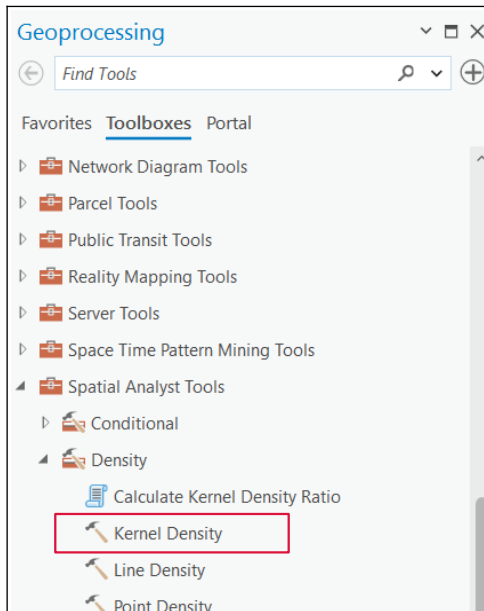 Geoprocessing
Find Tools
Favorites Toolboxes Portal
Network Diagram Tools
Parcel Tools
Public Transit Tools
Reality Mapping Tools
Server Tools
Space Time Pattern Mining Tools
Spatial Analyst Tools
Conditional
Density
Calculate Kernel Density Ratio
Kernel Density
Line Density
Point Density